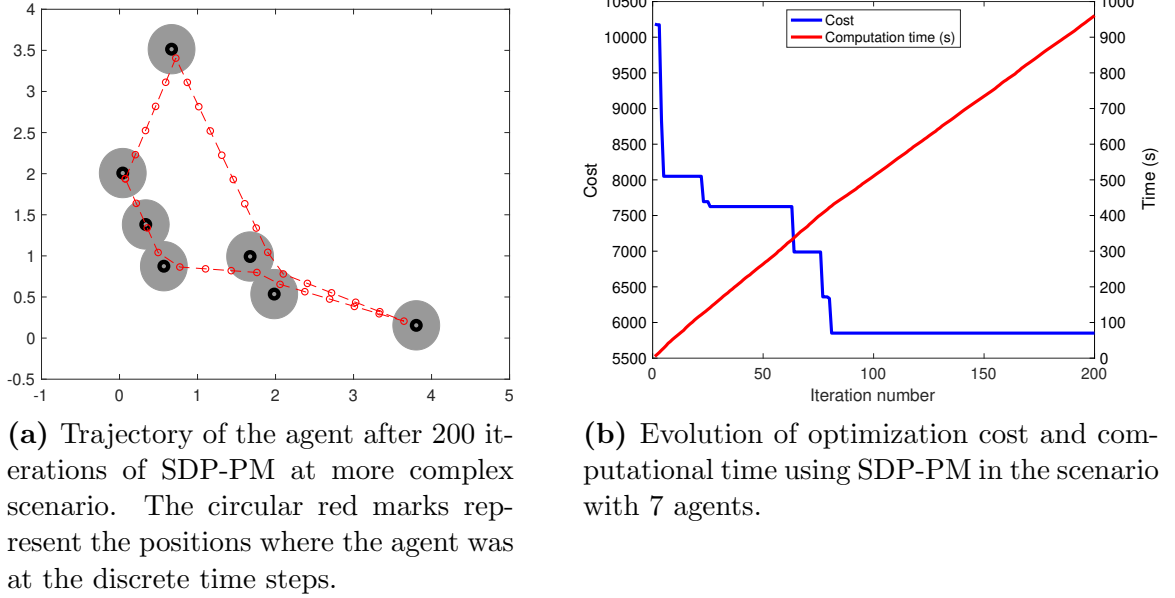 4
3.5
3
2.5
2
1.5
1
0.5
0
-0.5
-1 0 1 2 3 4 5
10500
10000
9500
9000
8500
8000
7500
7000
6500
6000
5500
Cost
Cost
Computation time (s)
1000
900
800
700
600
500
400
300
200
100
0
Time (s)
0 50 100 150 200
Iteration number
(a) Trajectory of the agent after 200 it-
erations of SDP-PM at more complex
scenario. The circular red marks rep-
resent the positions where the agent was
at the discrete time steps.
(b) Evolution of optimization cost and com-
putational time using SDP-PM in the scenario
with 7 agents.